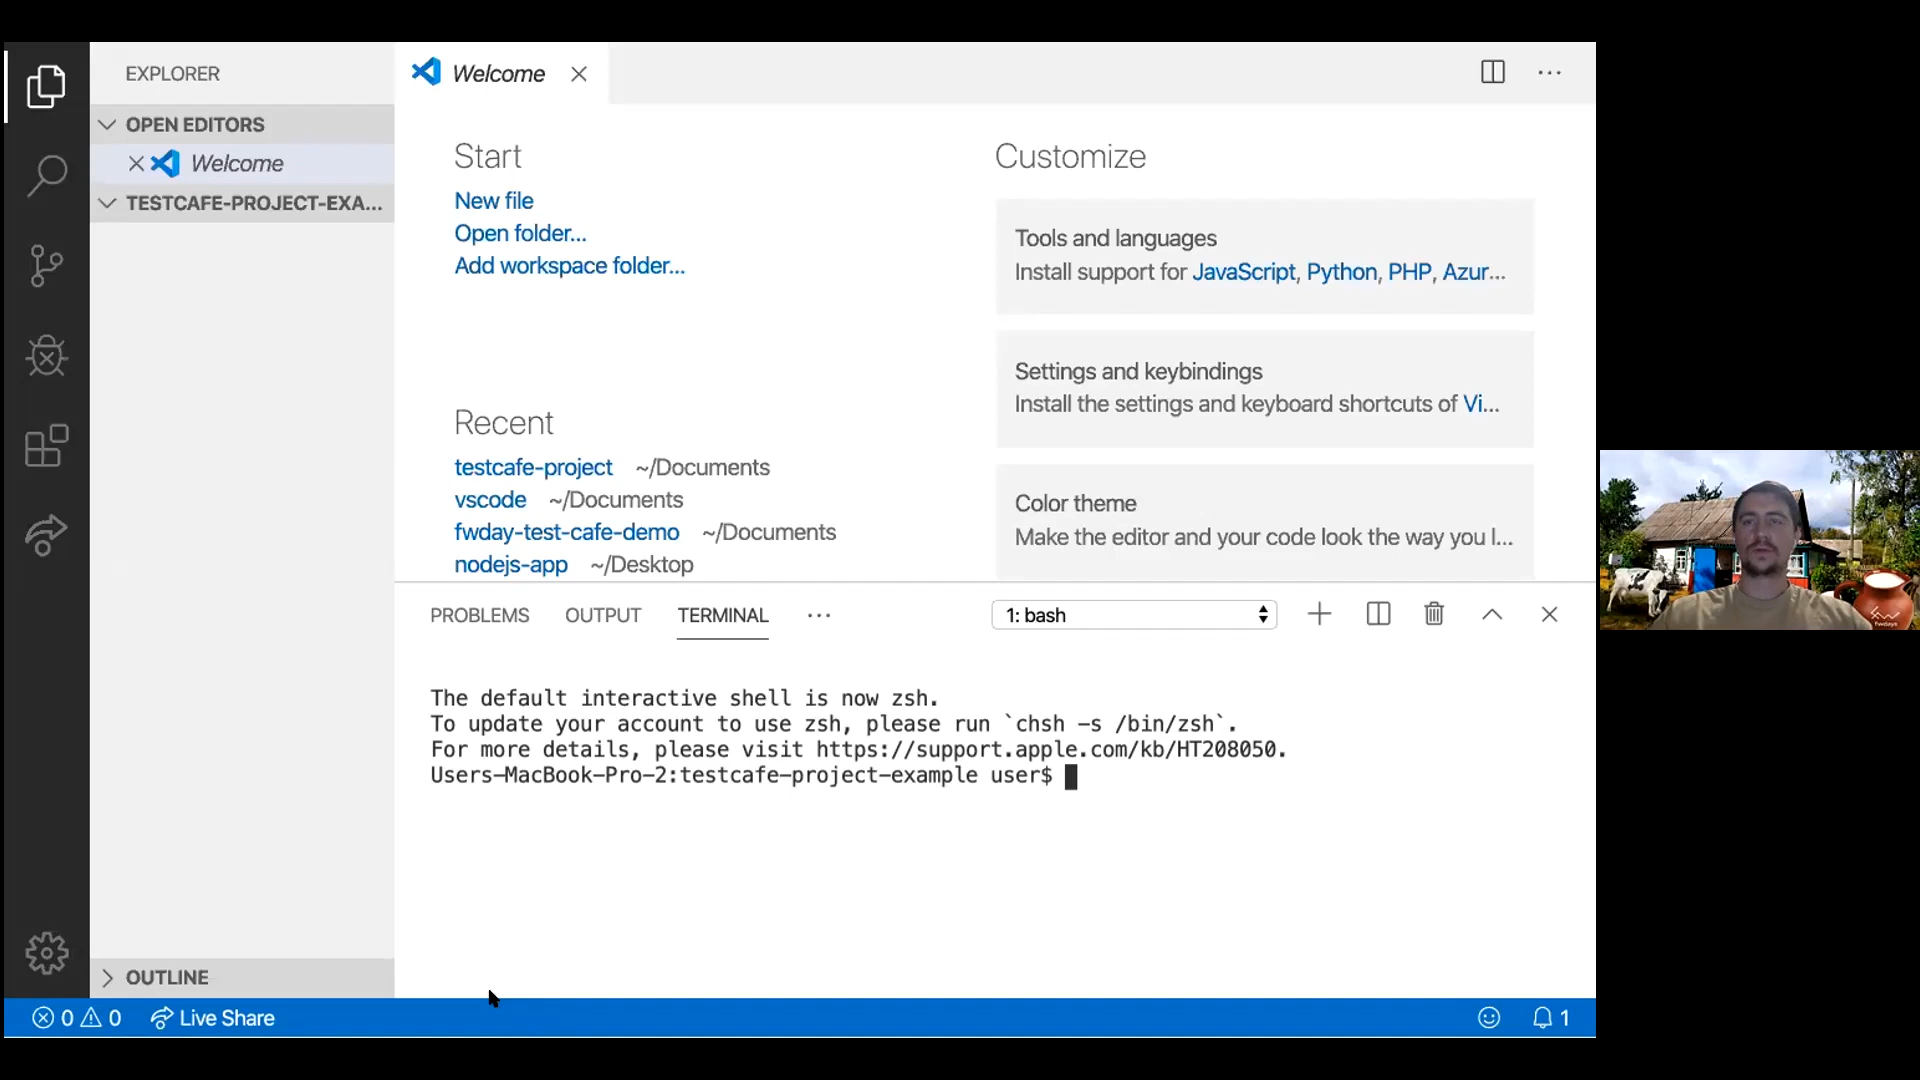 EXPLORER
OPEN EDITORS
Welcome
TESTCAFE-PROJECT-EXA...
OUTLINE
Welcome
Start
New file
Open folder...
Add workspace folder...
Recent
testcafe-project ~/Documents
vscode ~/Documents
fwday-test-cafe-demo ~/Documents
nodejs-app ~/Desktop
Customize
Tools and languages
Install support for JavaScript, Python, PHP, Azur...
Settings and keybindings
Install the settings and keyboard shortcuts of Vi...
Color theme
Make the editor and your code look the way you l...
PROBLEMS OUTPUT TERMINAL ...
1: bash
The default interactive shell is now zsh.
To update your account to use zsh, please run `chsh -s /bin/zsh`.
For more details, please visit https://support.apple.com/kb/HT208050.
Users-MacBook-Pro-2:testcafe-project-example user$
0 0 Live Share
1
fwdays